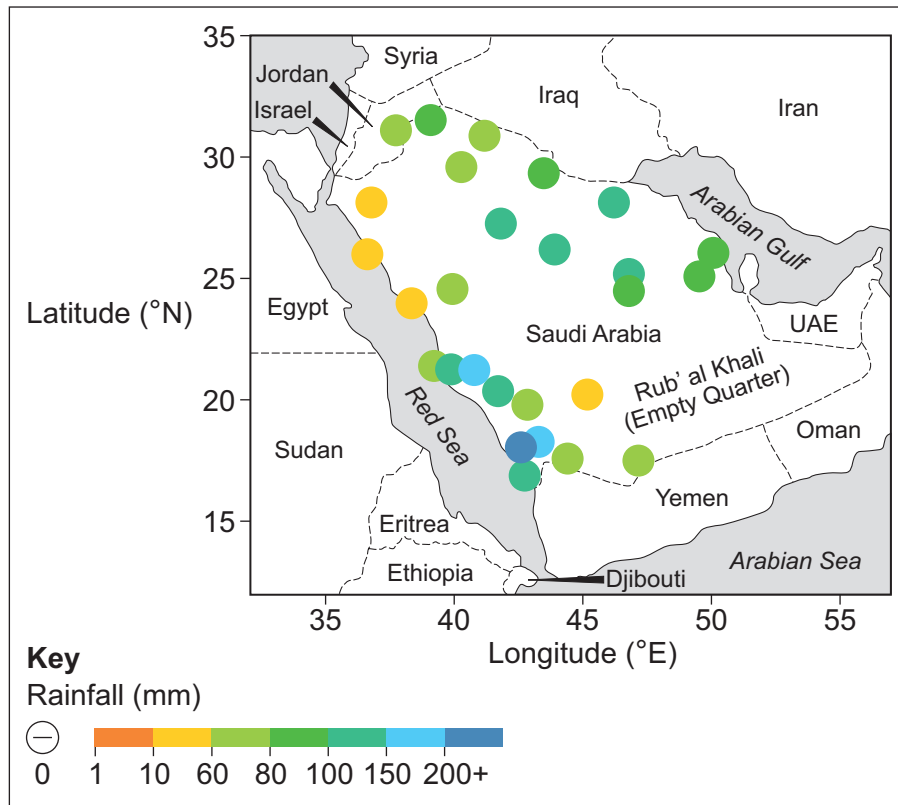 35
30
25
20
15
Latitude (°N)
Syria
Jordan
Israel
Iraq
Iran
Arabian Gulf
Egypt
Saudi Arabia
UAE
Rub’ al Khali
(Empty Quarter)
Red Sea
Sudan
Oman
Yemen
Eritrea
Ethiopia
Djibouti
Arabian Sea
35 40 45 50 55
Longitude (°E)
Key
Rainfall (mm)
0 1 10 60 80 100 150 200+